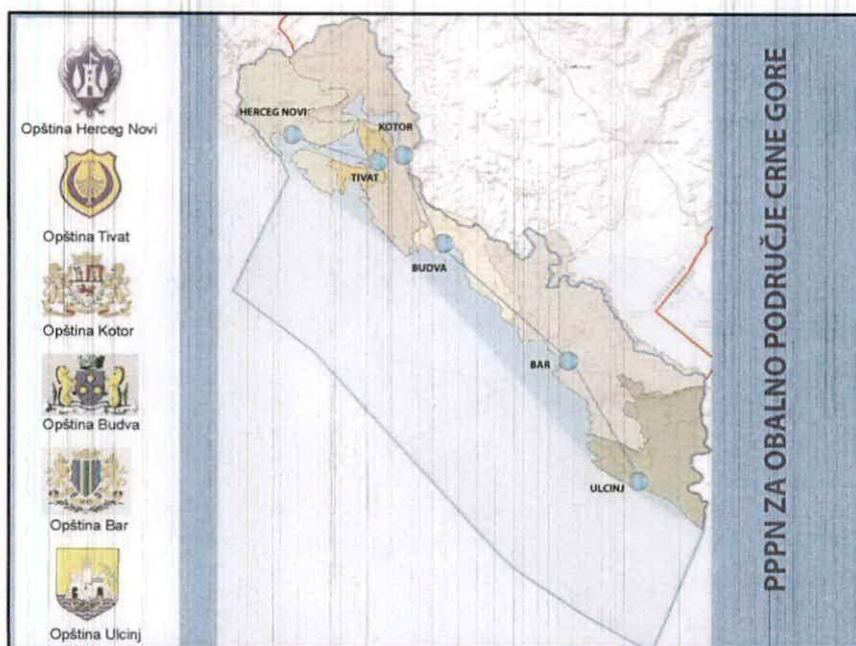 Opština Herceg Novi
Opština Tivat
Opština Kotor
Opština Budva
Opština Bar
Opština Ulcinj
HERCEG NOVI
KOTOR
TIVAT
BUDVA
BAR
ULCINJ
PPPN ZA OBALNO PODRUČJE CRNE GORE